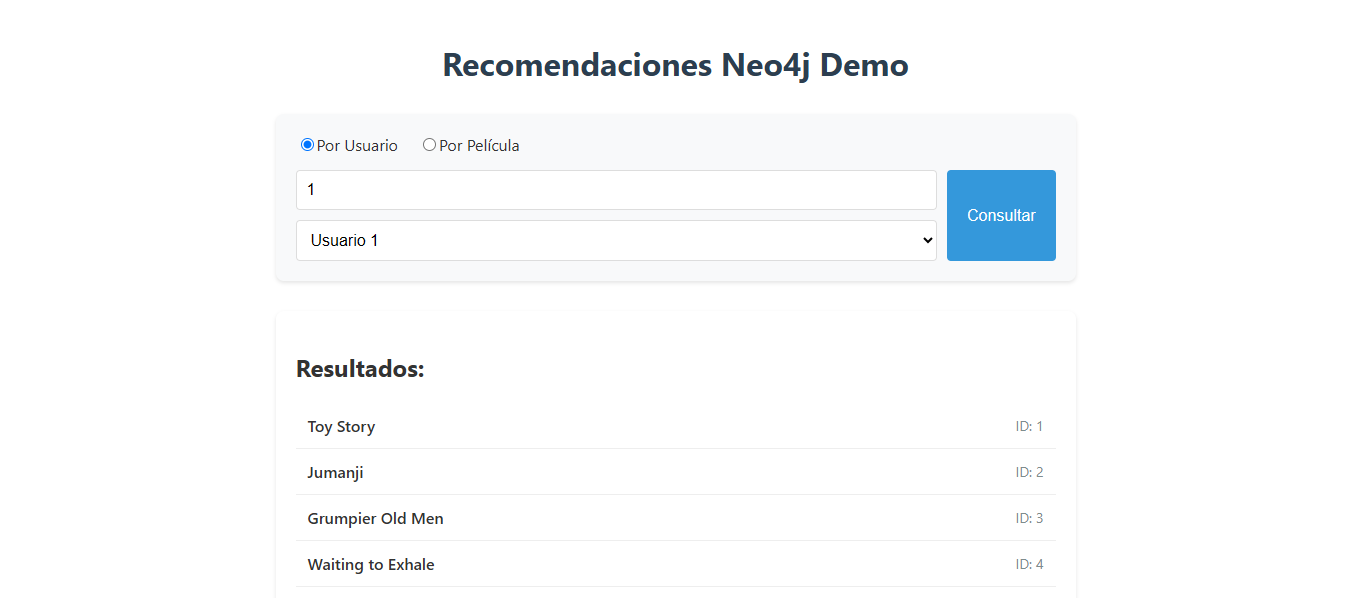 Recomendaciones Neo4j Demo
Por Usuario Por Película
1
Consultar
Usuario 1
Resultados:
Toy Story ID: 1
Jumanji ID: 2
Grumpier Old Men ID: 3
Waiting to Exhale ID: 4